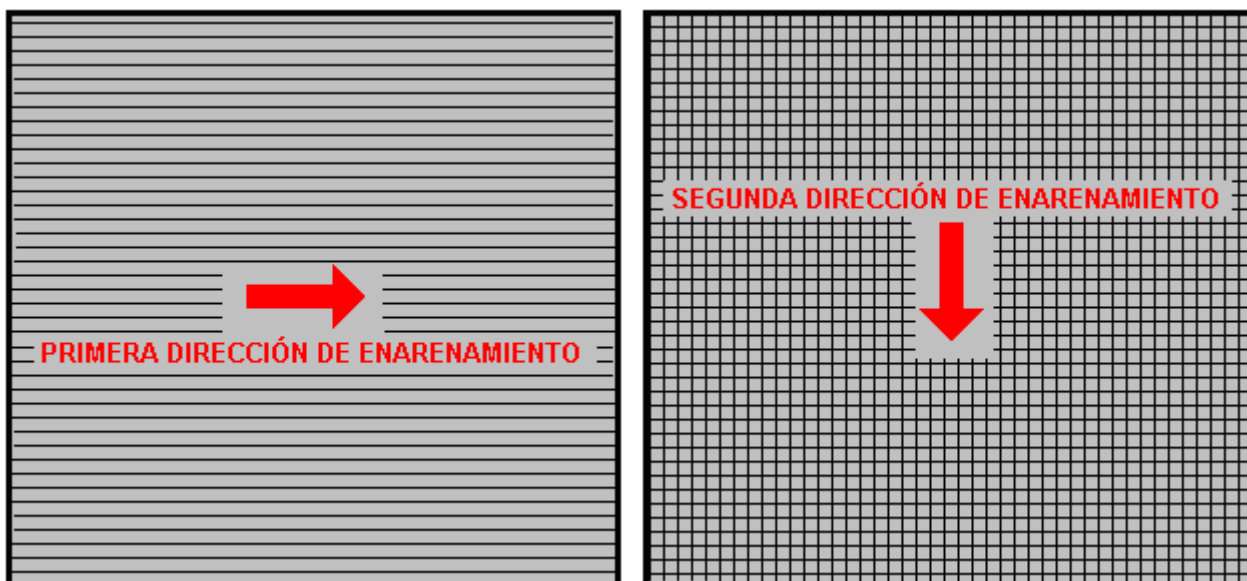 PRIMERA DIRECCIÓN DE ENARENAMIENTO
SEGUNDA DIRECCIÓN DE ENARENAMIENTO